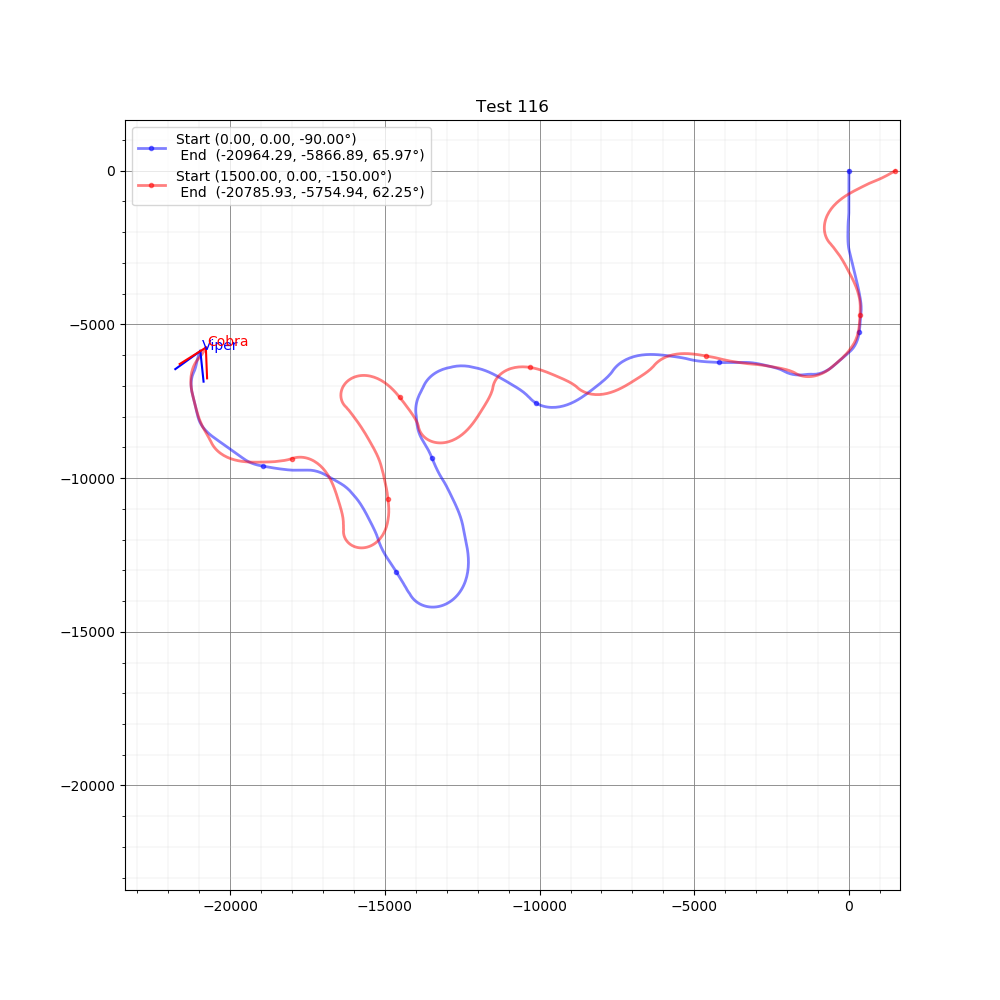 Test 116
Start (0.00, 0.00, -90.00°)
End  (-20964.29, -5866.89, 65.97°)
Start (1500.00, 0.00, -150.00°)
End  (-20785.93, -5754.94, 62.25°)
0
−5000
−10000
−15000
−20000
Cobra
Viper
−20000
−15000
−10000
−5000
0